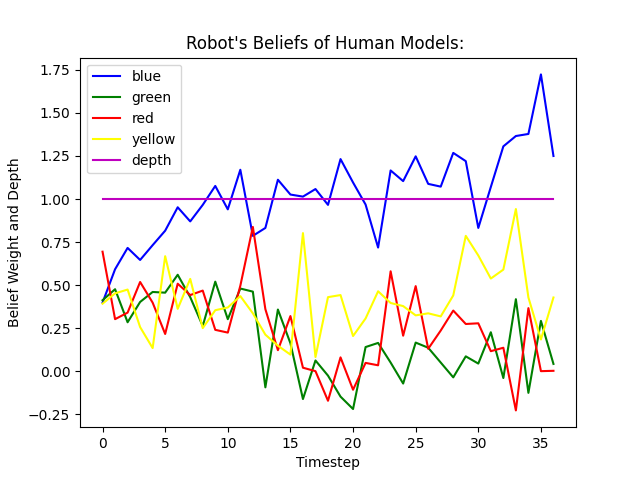 Robot's Beliefs of Human Models:
blue
green
red
yellow
depth
Belief Weight and Depth
1.75
1.50
1.25
1.00
0.75
0.50
0.25
0.00
−0.25
0 5 10 15 20 25 30 35
Timestep